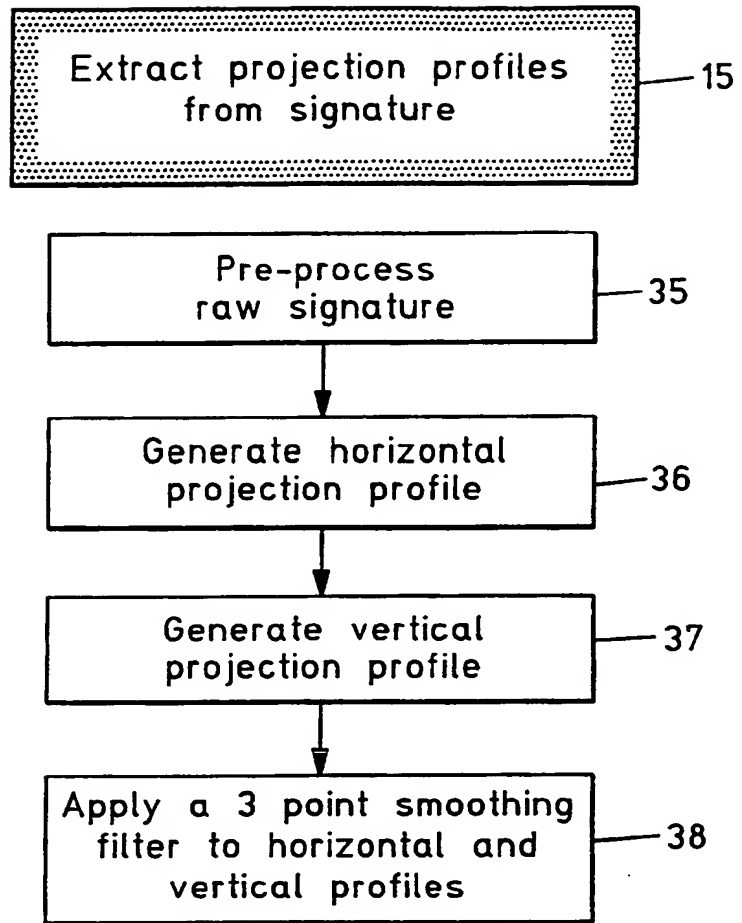 Extract projection profiles
from signature
15
Pre-process
raw signature
35
Generate horizontal
projection profile
36
Generate vertical
projection profile
37
Apply a 3 point smoothing
filter to horizontal and
vertical profiles
38